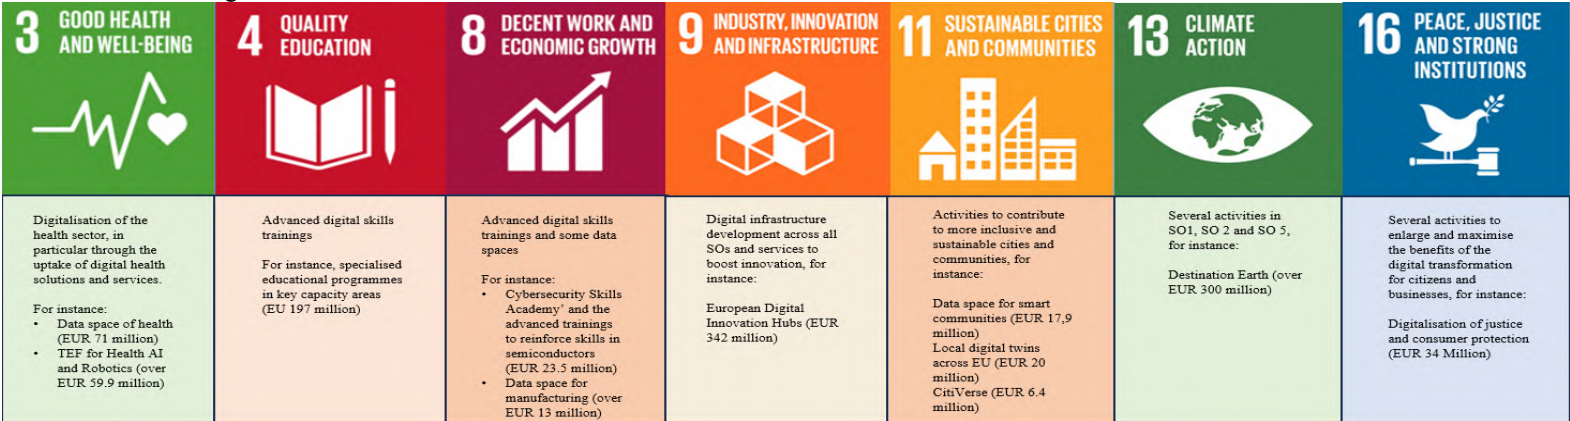 3 GOOD HEALTH
AND WELL-BEING
Digitalisation of the
health sector, in
particular through the
uptake of digital health
solutions and services.
For instance:
• Data space of health
(EUR 71 million)
• TEF for Health AI
and Robotics (over
EUR 59.9 million)
4 QUALITY
EDUCATION
Advanced digital skills
trainings
For instance, specialised
educational programmes
in key capacity areas
(EU 197 million)
8 DECENT WORK AND
ECONOMIC GROWTH
Advanced digital skills
trainings and some data
spaces
For instance:
• Cybersecurity Skills
Academy’ and the
advanced trainings
to reinforce skills in
semiconductors
(EUR 23.5 million)
• Data space for
manufacturing (over
EUR 13 million)
9 INDUSTRY, INNOVATION
AND INFRASTRUCTURE
Digital infrastructure
development across all
SOs and services to
boost innovation, for
instance:
European Digital
Innovation Hubs (EUR
342 million)
11 SUSTAINABLE CITIES
AND COMMUNITIES
Activities to contribute
to more inclusive and
sustainable cities and
communities, for
instance:
Data space for smart
communities (EUR 17,9
million)
Local digital twins
across EU (EUR 20
million)
CitiVerse (EUR 6.4
million)
13 CLIMATE
ACTION
Several activities in
SO1, SO 2 and SO 5,
for instance:
Destination Earth (over
EUR 300 million)
16 PEACE, JUSTICE
AND STRONG
INSTITUTIONS
Several activities to
enlarge and maximise
the benefits of the
digital transformation
for citizens and
businesses, for instance:
Digitalisation of justice
and consumer protection
(EUR 34 Million)